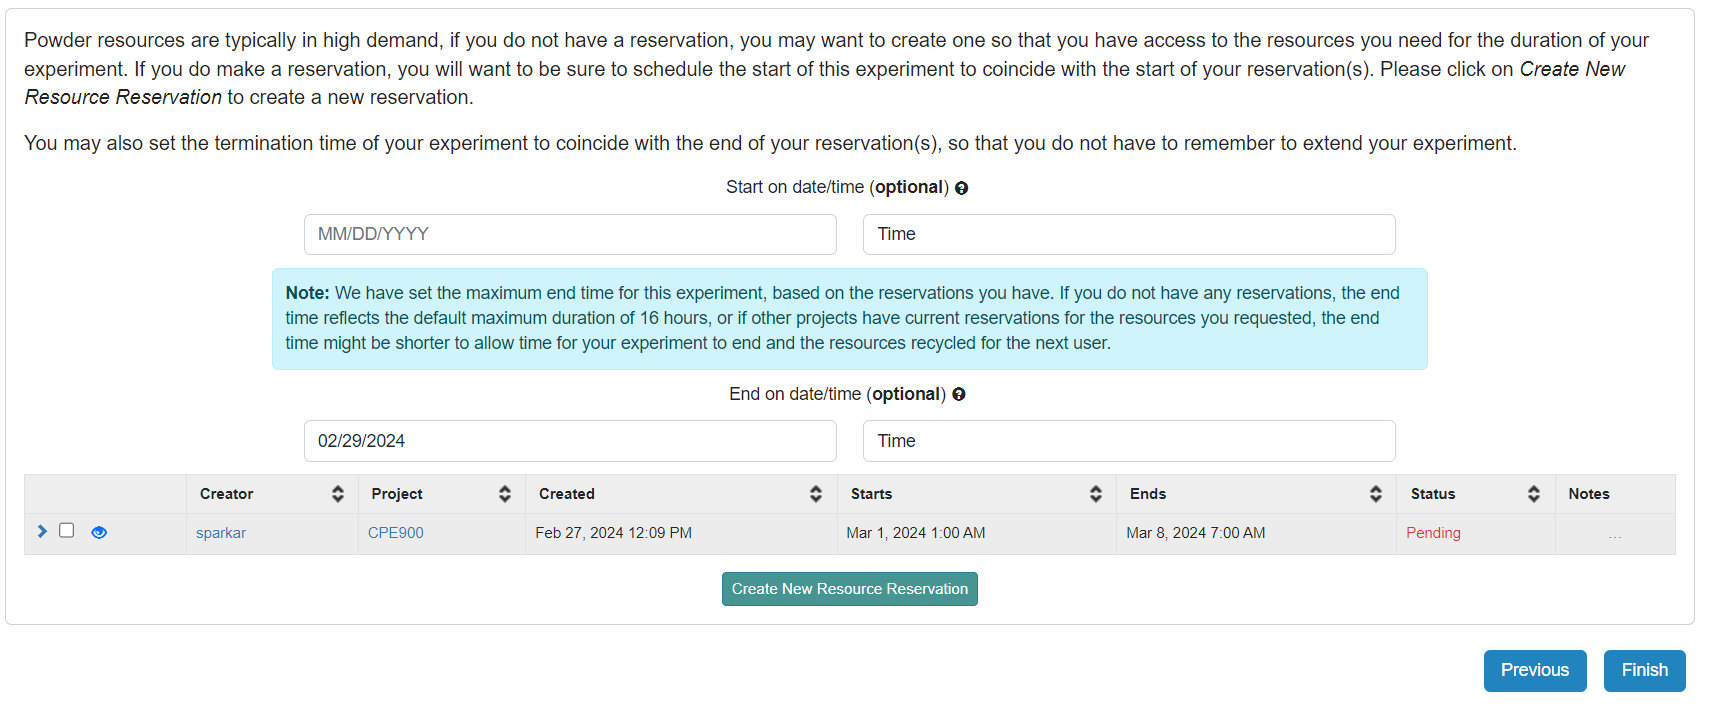 Powder resources are typically in high demand, if you do not have a reservation, you may want to create one so that you have access to the resources you need for the duration of your
experiment. If you do make a reservation, you will want to be sure to schedule the start of this experiment to coincide with the start of your reservation(s). Please click on Create New
Resource Reservation to create a new reservation.
You may also set the termination time of your experiment to coincide with the end of your reservation(s), so that you do not have to remember to extend your experiment.
Start on date/time (optional) ?
MM/DD/YYYY Time
Note: We have set the maximum end time for this experiment, based on the reservations you have. If you do not have any reservations, the end
time reflects the default maximum duration of 16 hours, or if other projects have current reservations for the resources you requested, the end
time might be shorter to allow time for your experiment to end and the resources recycled for the next user.
End on date/time (optional) ?
02/29/2024 Time
Creator Project Created Starts Ends Status Notes
sparkar CPE900 Feb 27, 2024 12:09 PM Mar 1, 2024 1:00 AM Mar 8, 2024 7:00 AM Pending ...
Create New Resource Reservation
Previous Finish